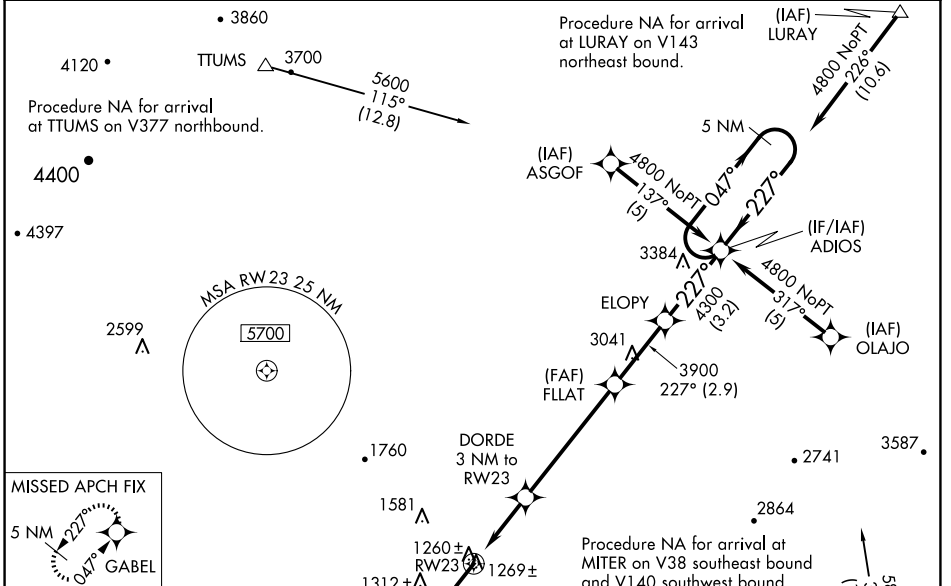 3860
(IAF)
LURAY
Procedure NA for arrival
at LURAY on V143
northeast bound.
4120
TTUMS
3700
5600
115°
(12.8)
4800 NoPT
226°
(10.6)
Procedure NA for arrival
at TTUMS on V377 northbound.
5 NM
4400
(IAF)
ASGOF
4800 NoPT
137°
(5)
047°
227°
4397
(IF/IAF)
ADIOS
3384
MSA RW23 25 NM
5700
ELOPY
227°
4300
(3.2)
4800 NoPT
317°
(5)
(IAF)
OLAJO
2599
3041
3900
227° (2.9)
(FAF)
FLLAT
1760
DORDE
3 NM to
RW23
2741
3587
MISSED APCH FIX
5 NM
227°
047°
GABEL
1581
2864
1260±
RW23
1269±
1312±
Procedure NA for arrival at
MITER on V38 southeast bound
and V140 southwest bound